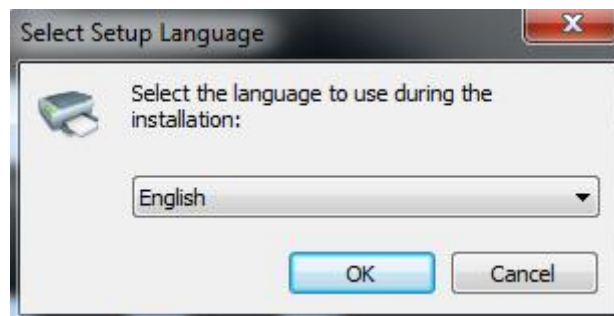 Select Setup Language
Select the language to use during the
installation:
English
OK
Cancel